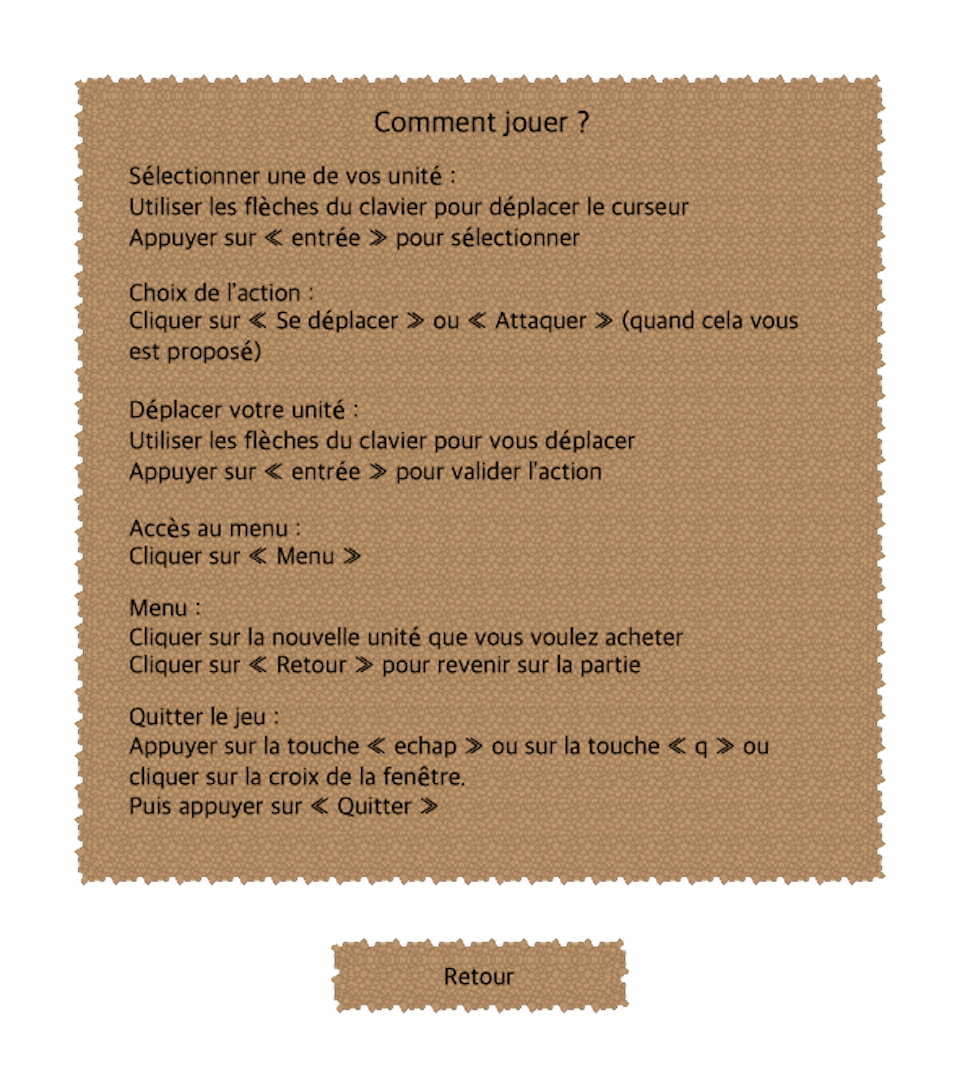 Comment jouer ?
Sélectionner une de vos unité :
Utiliser les flèches du clavier pour déplacer le curseur
Appuyer sur ≪ entrée ≫ pour sélectionner
Choix de l'action :
Cliquer sur ≪ Se déplacer ≫ ou ≪ Attaquer ≫ (quand cela vous
est proposé)
Déplacer votre unité :
Utiliser les flèches du clavier pour vous déplacer
Appuyer sur ≪ entrée ≫ pour valider l'action
Accès au menu :
Cliquer sur ≪ Menu ≫
Menu :
Cliquer sur la nouvelle unité que vous voulez acheter
Cliquer sur ≪ Retour ≫ pour revenir sur la partie
Quitter le jeu :
Appuyer sur la touche ≪ echap ≫ ou sur la touche ≪ q ≫ ou
cliquer sur la croix de la fenêtre.
Puis appuyer sur ≪ Quitter ≫
Retour